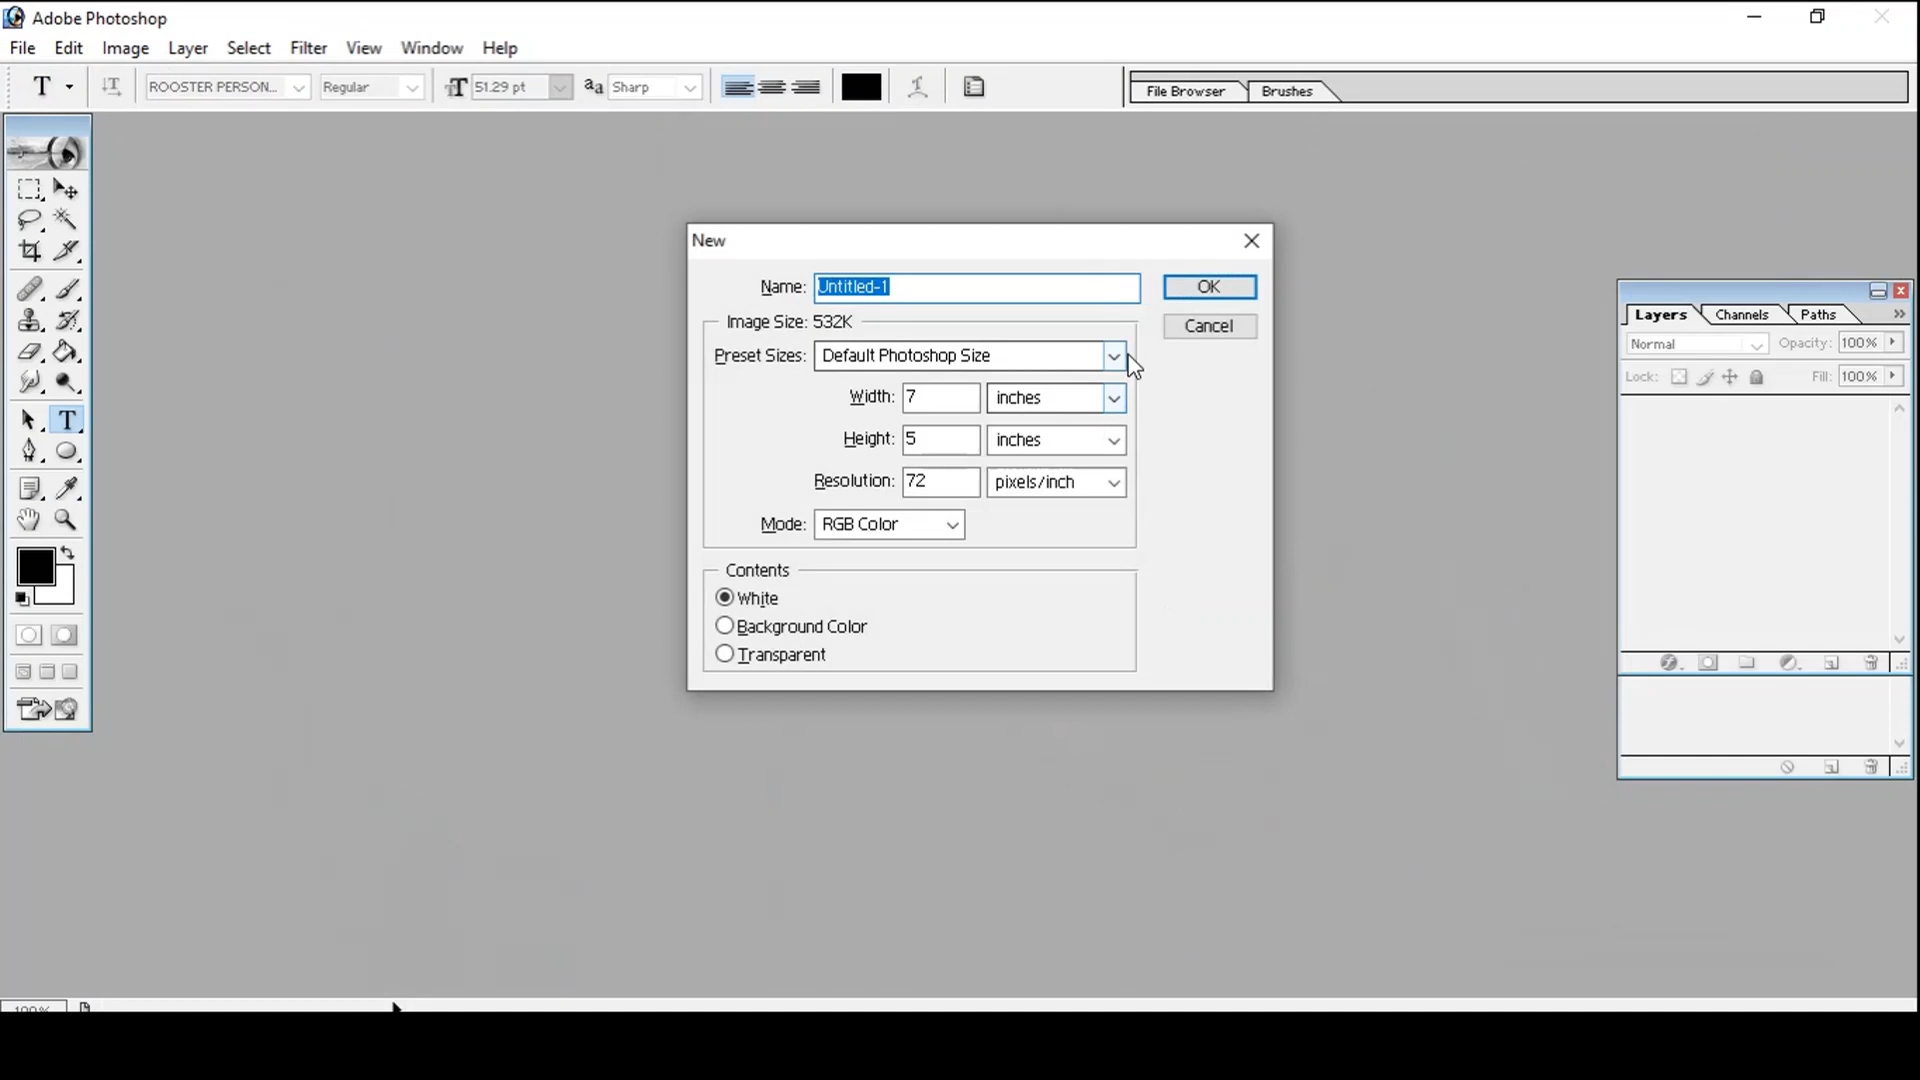 Adobe Photoshop
File Edit Image Layer Select Filter View Window Help
T ROOSTER PERSON... Regular T 51.29 pt aa Sharp File Browser Brushes
New
Name: Untitled-1 OK
Image Size: 532K
Cancel
Preset Sizes: Default Photoshop Size
Width: 7 inches
Height: 5 inches
Resolution: 72 pixels/inch
Mode: RGB Color
Contents
White
Background Color
Transparent
Layers Channels Paths
Normal Opacity: 100%
Lock: Fill: 100%
T
100%